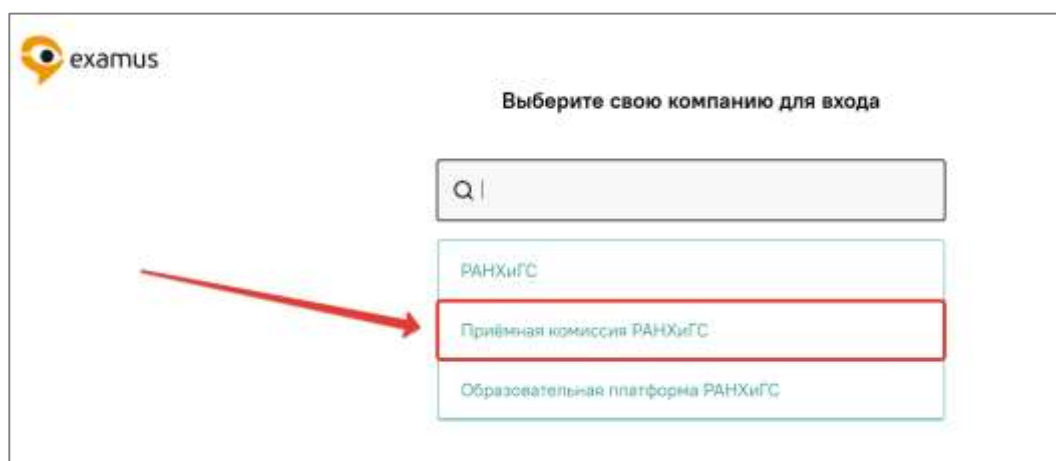 examus
Выберите свою компанию для входа
РАНХиГС
Приёмная комиссия РАНХиГС
Образовательная платформа РАНХиГС